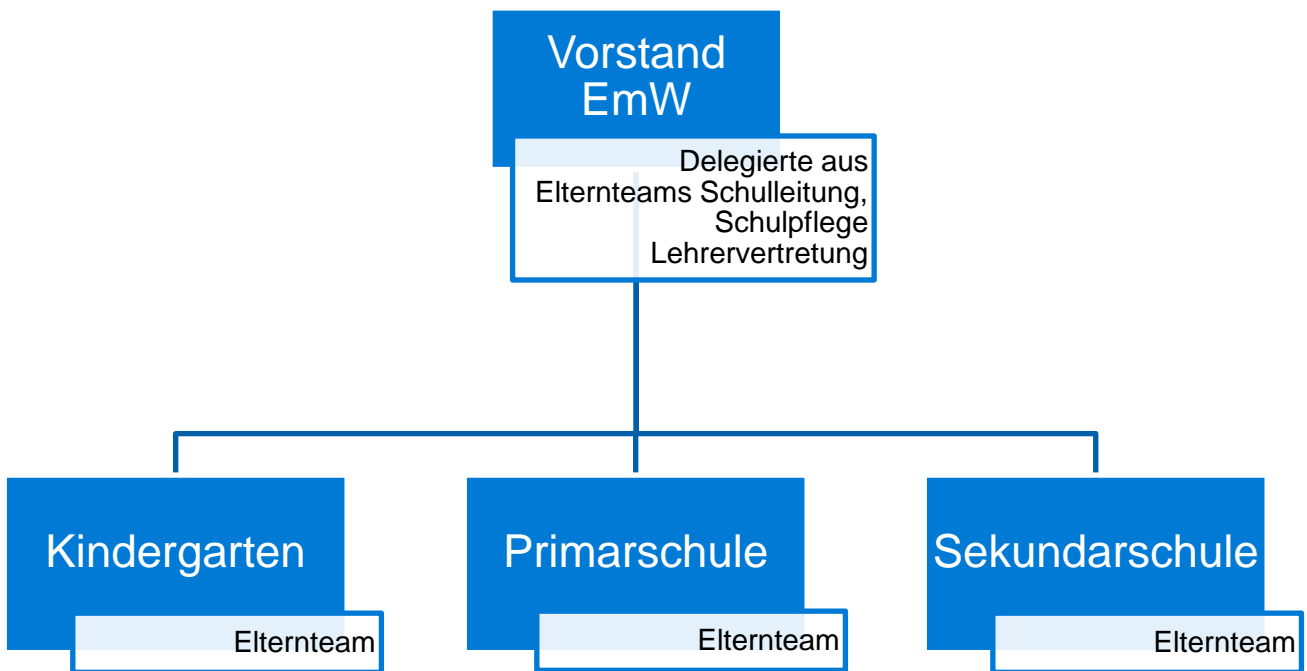 Vorstand
EmW
Delegierte aus
Elternteams Schulleitung,
Schulpflege
Lehrervertretung
Kindergarten
Elternteam
Primarschule
Elternteam
Sekundarschule
Elternteam